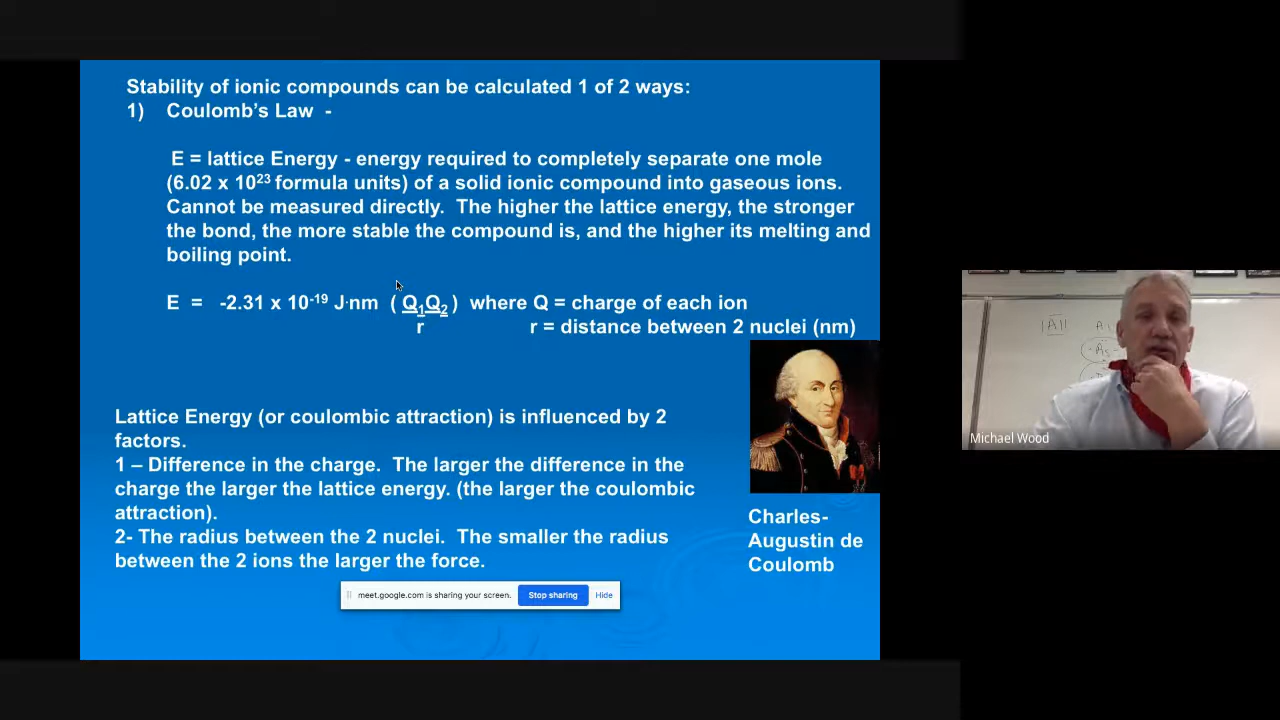 Stability of ionic compounds can be calculated 1 of 2 ways:
1) Coulomb's Law -
E = lattice Energy - energy required to completely separate one mole
(6.02 x 10²³ formula units) of a solid ionic compound into gaseous ions.
Cannot be measured directly. The higher the lattice energy, the stronger
the bond, the more stable the compound is, and the higher its melting and
boiling point.
E = -2.31 x 10⁻¹⁹ J·nm ( Q₁Q₂ ) where Q = charge of each ion
r r = distance between 2 nuclei (nm)
Lattice Energy (or coulombic attraction) is influenced by 2
factors.
1 – Difference in the charge. The larger the difference in the
charge the larger the lattice energy. (the larger the coulombic
attraction).
2- The radius between the 2 nuclei. The smaller the radius
between the 2 ions the larger the force.
Charles-
Augustin de
Coulomb
meet.google.com is sharing your screen. Stop sharing Hide
Michael Wood